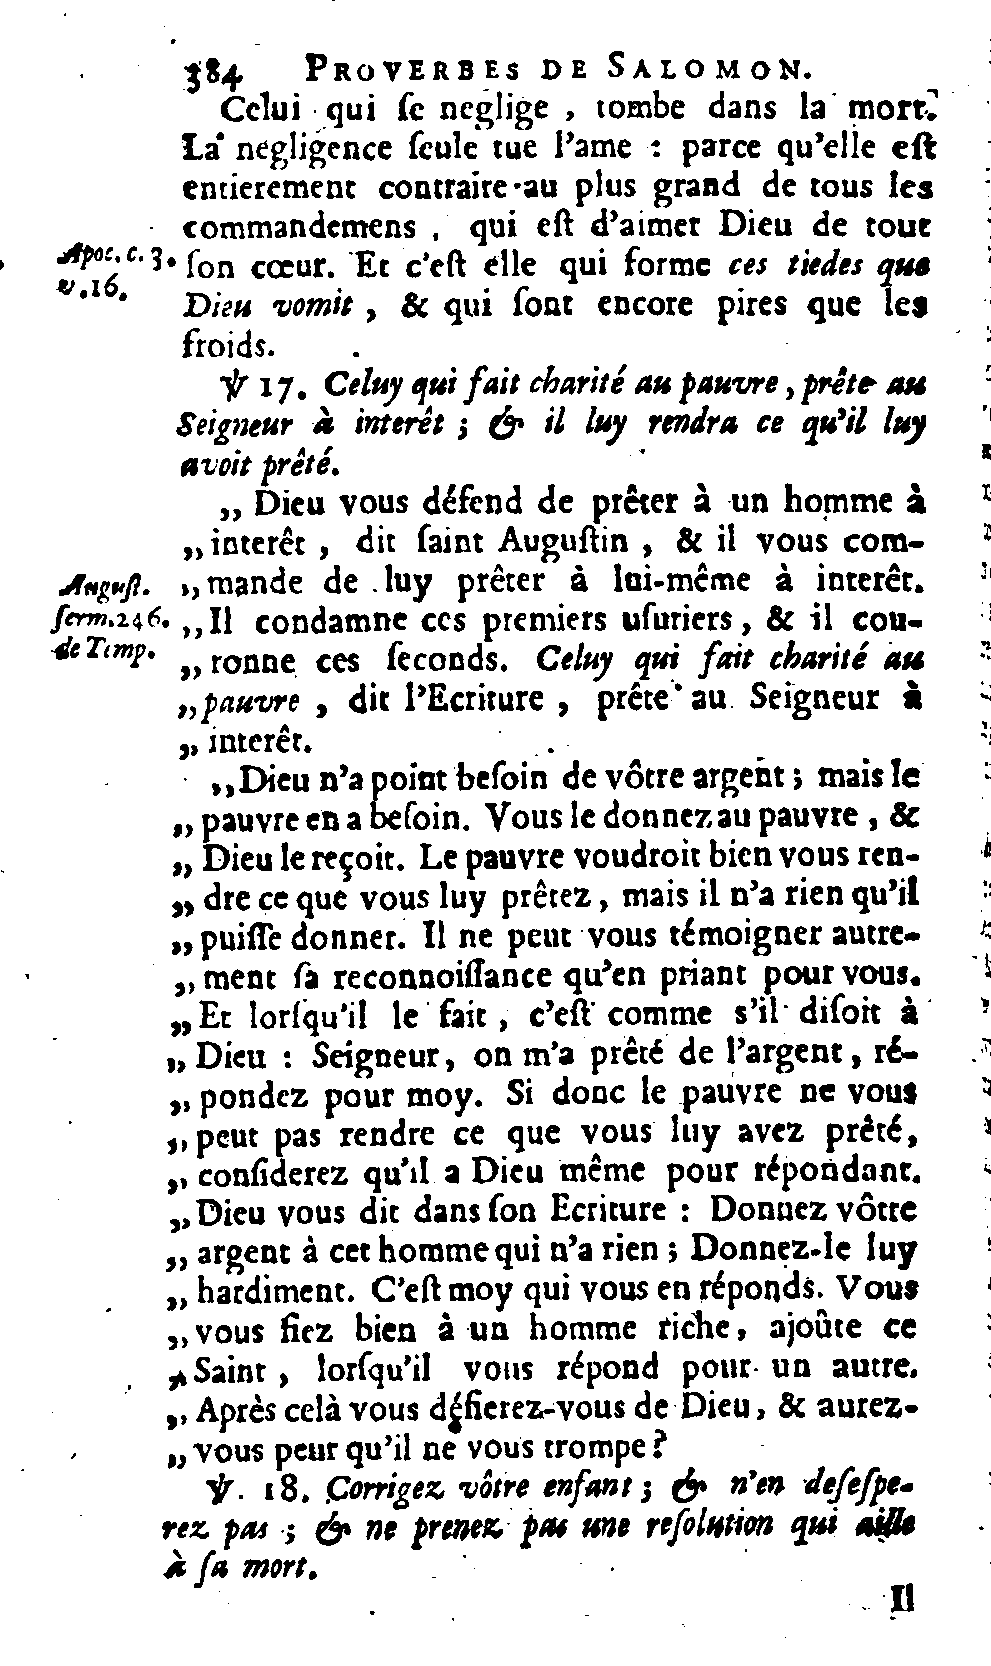 384 PROVERBES DE SALOMON.
Celui qui ſe neglige , tombe dans la mort.
La negligence ſeule tue l'ame : parce qu'elle eſt
entierement contraire au plus grand de tous les
commandemens , qui eſt d'aimer Dieu de tout
Apoc. c. 3. ſon cœur. Et c'eſt elle qui forme ces tiedes que
v. 16. Dieu vomit , & qui ſont encore pires que les
froids.
℣ 17. Celuy qui fait charité au pauvre , prête au
Seigneur à interêt ; & il luy rendra ce qu'il luy
avoit prêté.
,, Dieu vous défend de prêter à un homme à
,, interêt , dit ſaint Auguſtin , & il vous com-
Auguſt. ,, mande de luy prêter à lui-même à interêt.
ſerm. 246. ,, Il condamne ces premiers uſuriers , & il cou-
de Temp. ,, ronne ces ſeconds. Celuy qui fait charité au
,, pauvre , dit l'Ecriture , prête au Seigneur à
,, interêt.
,, Dieu n'a point beſoin de vôtre argent ; mais le
,, pauvre en a beſoin. Vous le donnez au pauvre , &
,, Dieu le reçoit. Le pauvre voudroit bien vous ren-
,, dre ce que vous luy prêtez , mais il n'a rien qu'il
,, puiſſe donner. Il ne peut vous témoigner autre-
,, ment ſa reconnoiſſance qu'en priant pour vous.
,, Et lorſqu'il le fait , c'eſt comme s'il diſoit à
,, Dieu : Seigneur, on m'a prêté de l'argent , ré-
,, pondez pour moy. Si donc le pauvre ne vous
,, peut pas rendre ce que vous luy avez prêté,
,, conſiderez qu'il a Dieu même pour répondant.
,, Dieu vous dit dans ſon Ecriture : Donnez vôtre
,, argent à cet homme qui n'a rien ; Donnez-le luy
,, hardiment. C'eſt moy qui vous en réponds. Vous
,, vous fiez bien à un homme riche, ajoûte ce
,, Saint , lorſqu'il vous répond pour un autre.
,, Après celà vous défierez-vous de Dieu, & aurez-
,, vous peur qu'il ne vous trompe ?
℣. 18. Corrigez vôtre enfant ; & n'en deſeſpe-
rez pas ; & ne prenez pas une reſolution qui aille
à ſa mort.
Il